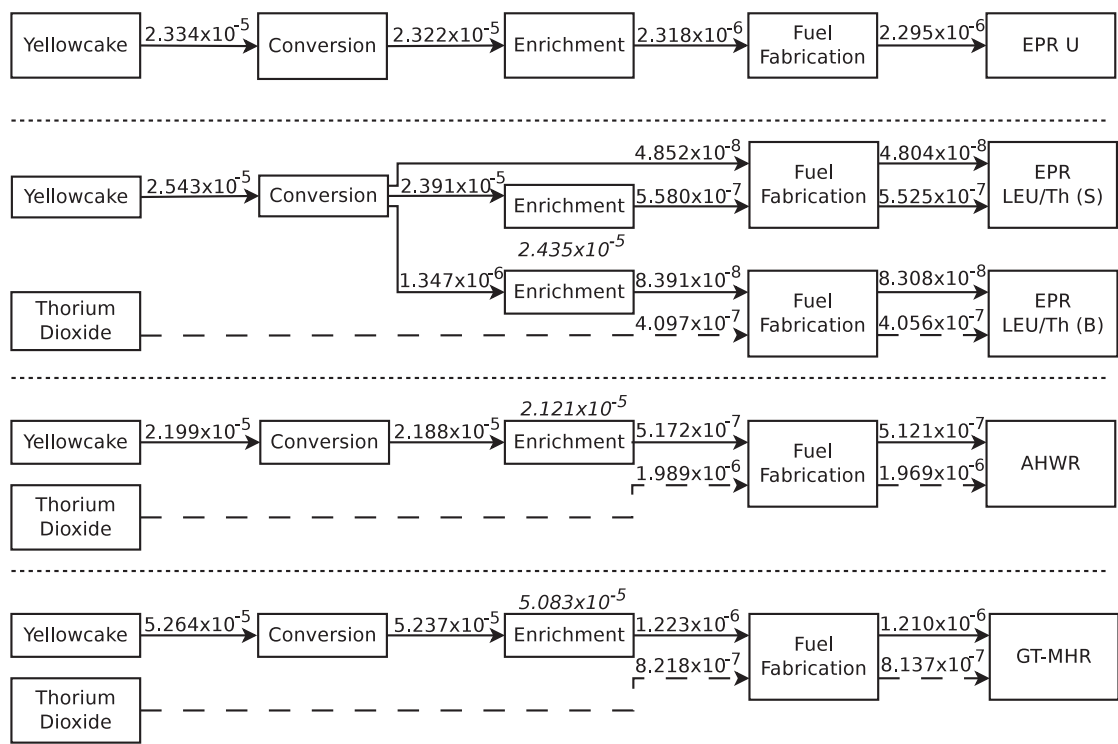 Yellowcake 2.334x10^-5 Conversion 2.322x10^-5 Enrichment 2.318x10^-6 Fuel Fabrication 2.295x10^-6 EPR U
4.852x10^-8 4.804x10^-8
Yellowcake 2.543x10^-5 Conversion 2.391x10^-5 Enrichment 5.580x10^-7 Fuel Fabrication 5.525x10^-7 EPR LEU/Th (S)
2.435x10^-5
1.347x10^-6 Enrichment 8.391x10^-8 Fuel Fabrication 8.308x10^-8 EPR LEU/Th (B)
Thorium Dioxide 4.097x10^-7 4.056x10^-7
2.121x10^-5
Yellowcake 2.199x10^-5 Conversion 2.188x10^-5 Enrichment 5.172x10^-7 Fuel Fabrication 5.121x10^-7 AHWR
Thorium Dioxide 1.989x10^-6 1.969x10^-6
5.083x10^-5
Yellowcake 5.264x10^-5 Conversion 5.237x10^-5 Enrichment 1.223x10^-6 Fuel Fabrication 1.210x10^-6 GT-MHR
Thorium Dioxide 8.218x10^-7 8.137x10^-7